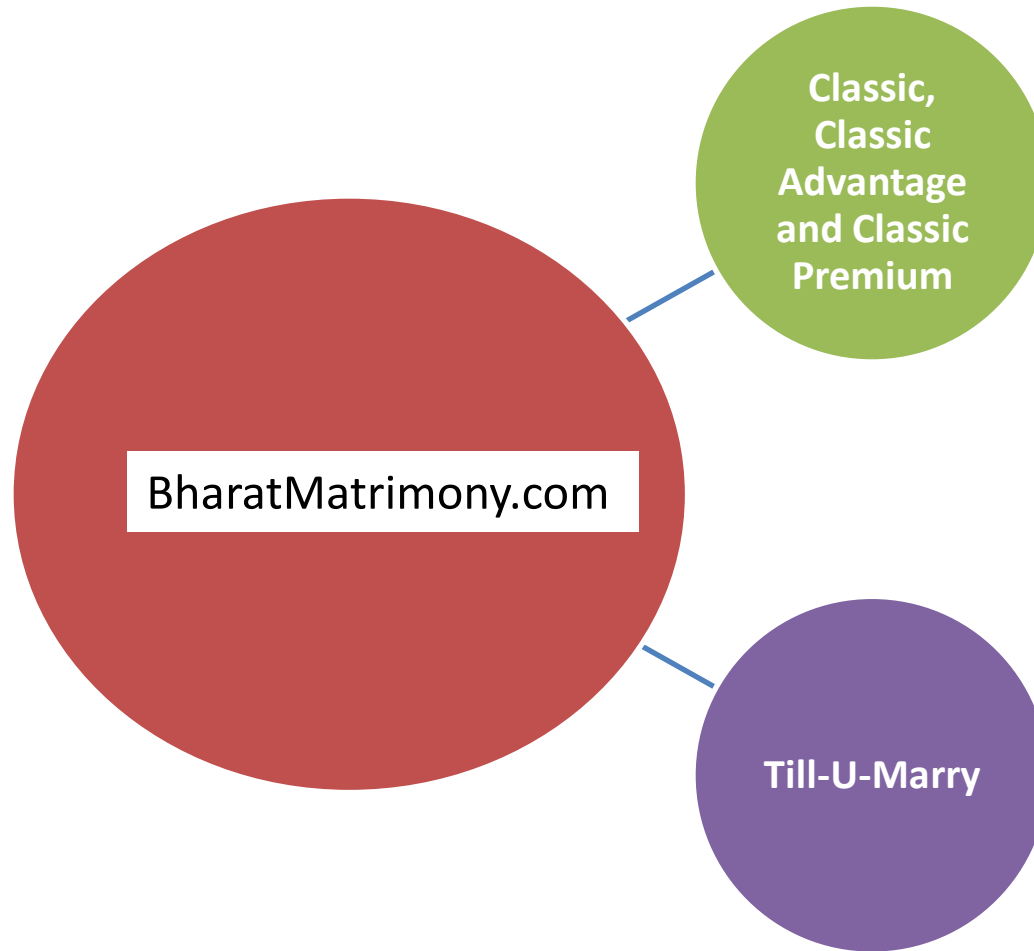 Classic,
Classic
Advantage
and Classic
Premium
BharatMatrimony.com
Till-U-Marry